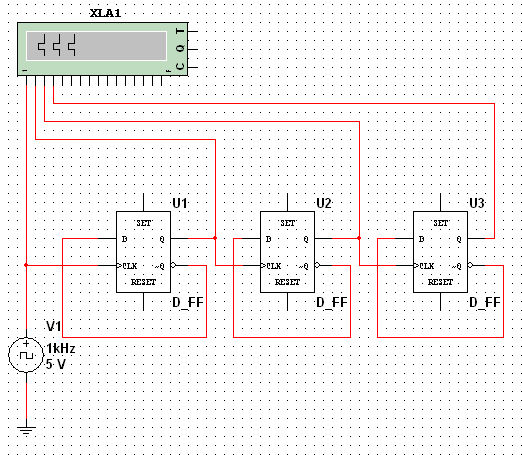 XLA1
C Q T
1 F
U1
SET
D Q
CLK ~Q
RESET
D_FF
U2
SET
D Q
CLK ~Q
RESET
D_FF
U3
SET
D Q
CLK ~Q
RESET
D_FF
V1
1kHz
5 V